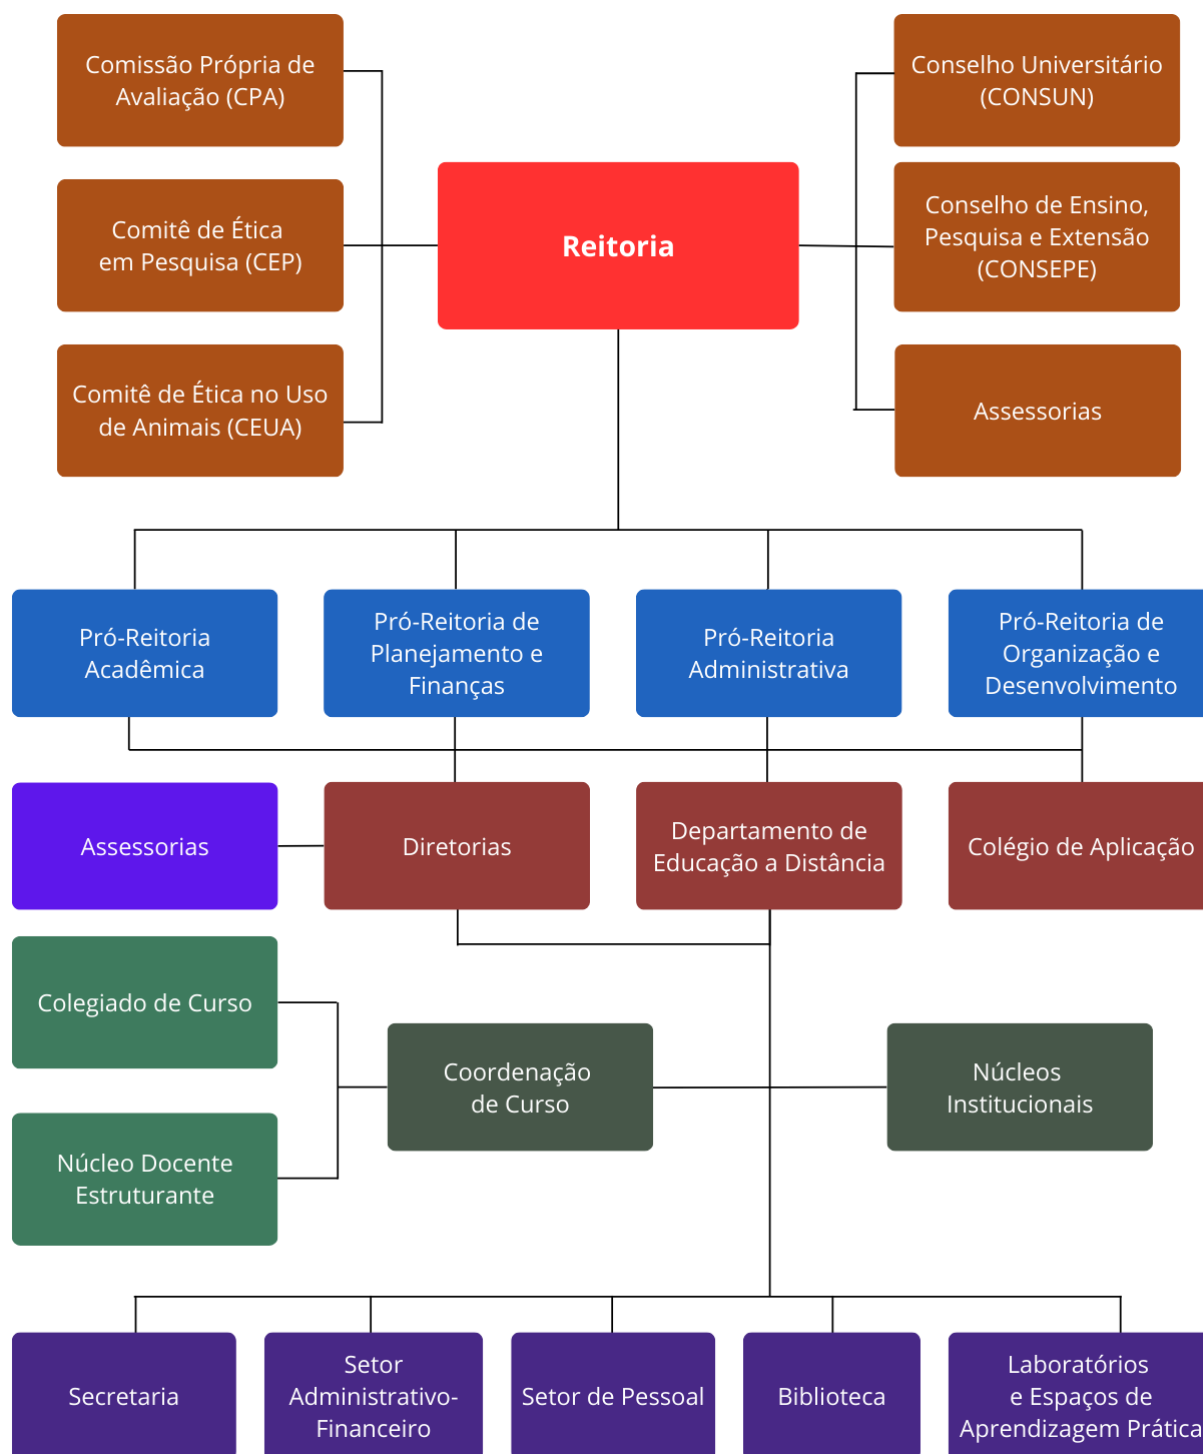 Comissão Própria de
Avaliação (CPA)
Conselho Universitário
(CONSUN)
Reitoria
Comitê de Ética
em Pesquisa (CEP)
Conselho de Ensino,
Pesquisa e Extensão
(CONSEPE)
Comitê de Ética no Uso
de Animais (CEUA)
Assessorias
Pró-Reitoria
Acadêmica
Pró-Reitoria de
Planejamento e
Finanças
Pró-Reitoria
Administrativa
Pró-Reitoria de
Organização e
Desenvolvimento
Assessorias
Diretorias
Departamento de
Educação a Distância
Colégio de Aplicação
Colegiado de Curso
Coordenação
de Curso
Núcleos
Institucionais
Núcleo Docente
Estruturante
Secretaria
Setor
Administrativo-
Financeiro
Setor de Pessoal
Biblioteca
Laboratórios
e Espaços de
Aprendizagem Prática